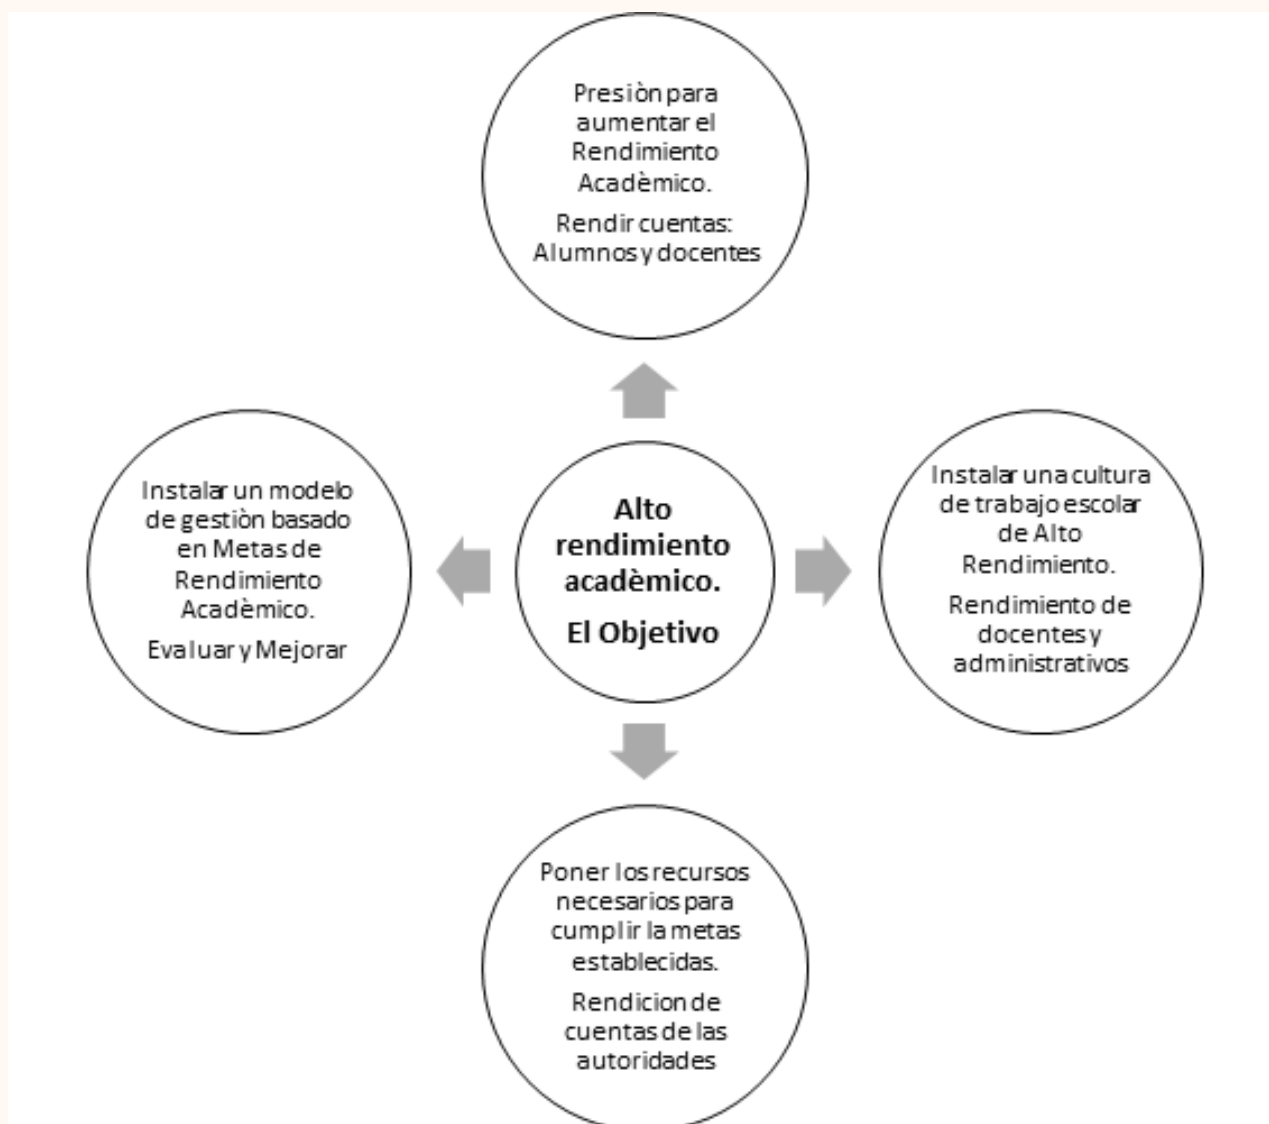 Presiòn para
aumentar el
Rendimiento
Acadèmico.
Rendir cuentas:
Alumnos y docentes
Instalar un modelo
de gestiòn basado
en Metas de
Rendimiento
Acadèmico.
Evaluar y Mejorar
Alto
rendimiento
acadèmico.
El Objetivo
Instalar una cultura
de trabajo escolar
de Alto
Rendimiento.
Rendimiento de
docentes y
administrativos
Poner los recursos
necesarios para
cumplir la metas
establecidas.
Rendicion de
cuentas de las
autoridades